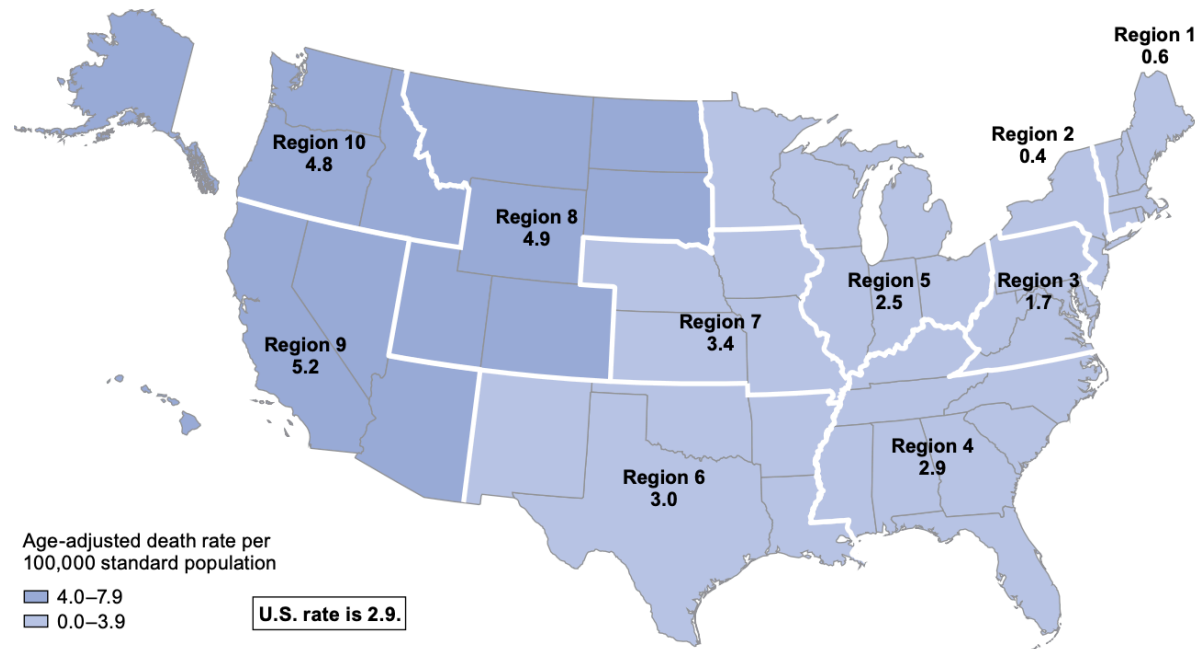 Region 1
0.6
Region 2
0.4
Region 10
4.8
Region 8
4.9
Region 5
2.5
Region 3
1.7
Region 7
3.4
Region 9
5.2
Region 4
2.9
Region 6
3.0
Age-adjusted death rate per
100,000 standard population
4.0–7.9
0.0–3.9
U.S. rate is 2.9.